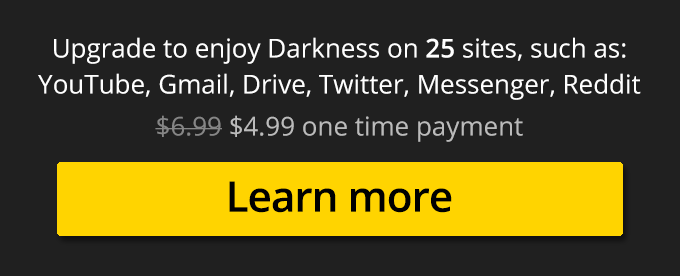 Upgrade to enjoy Darkness on 25 sites, such as:
YouTube, Gmail, Drive, Twitter, Messenger, Reddit
$6.99 $4.99 one time payment
Learn more